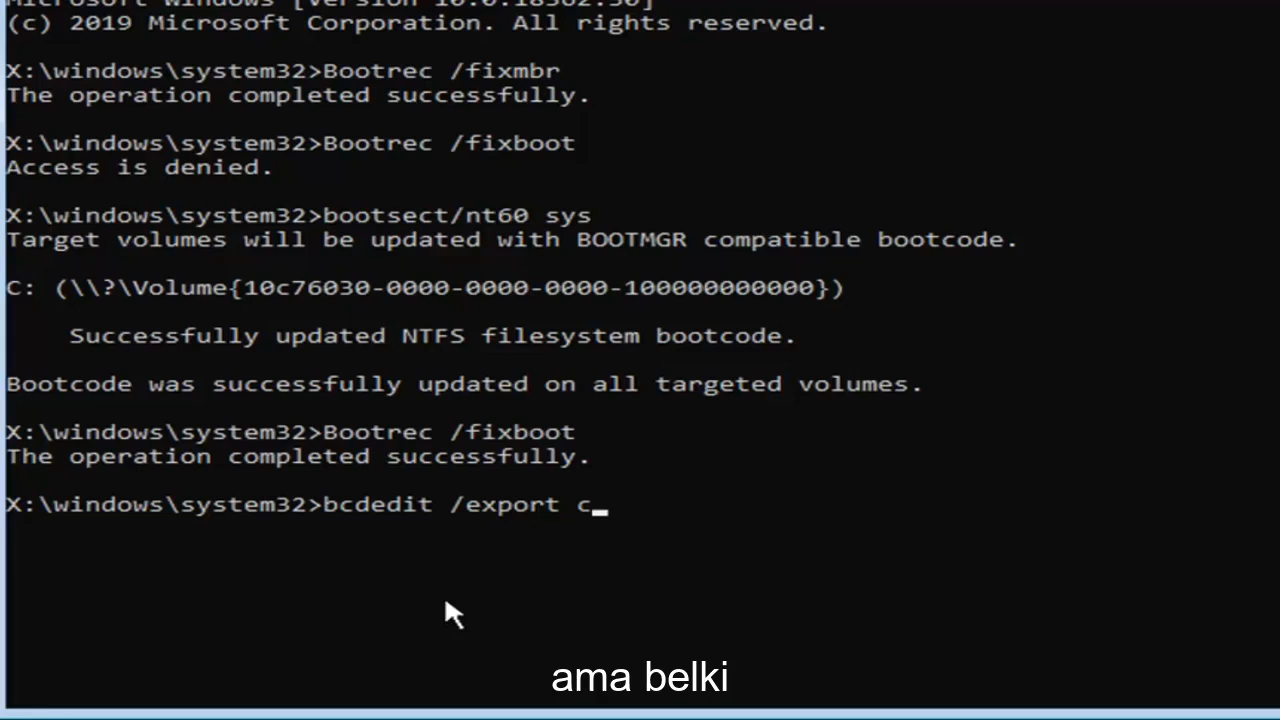 Microsoft Windows [Version 10.0.18362.30]
(c) 2019 Microsoft Corporation. All rights reserved.
X:\windows\system32>Bootrec /fixmbr
The operation completed successfully.
X:\windows\system32>Bootrec /fixboot
Access is denied.
X:\windows\system32>bootsect/nt60 sys
Target volumes will be updated with BOOTMGR compatible bootcode.
C: (\\?\Volume{10c76030-0000-0000-0000-100000000000})
Successfully updated NTFS filesystem bootcode.
Bootcode was successfully updated on all targeted volumes.
X:\windows\system32>Bootrec /fixboot
The operation completed successfully.
X:\windows\system32>bcdedit /export c
ama belki